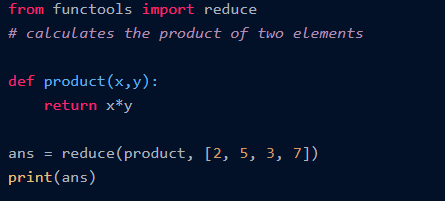 from functools import reduce
# calculates the product of two elements
def product(x,y):
    return x*y
ans = reduce(product, [2, 5, 3, 7])
print(ans)